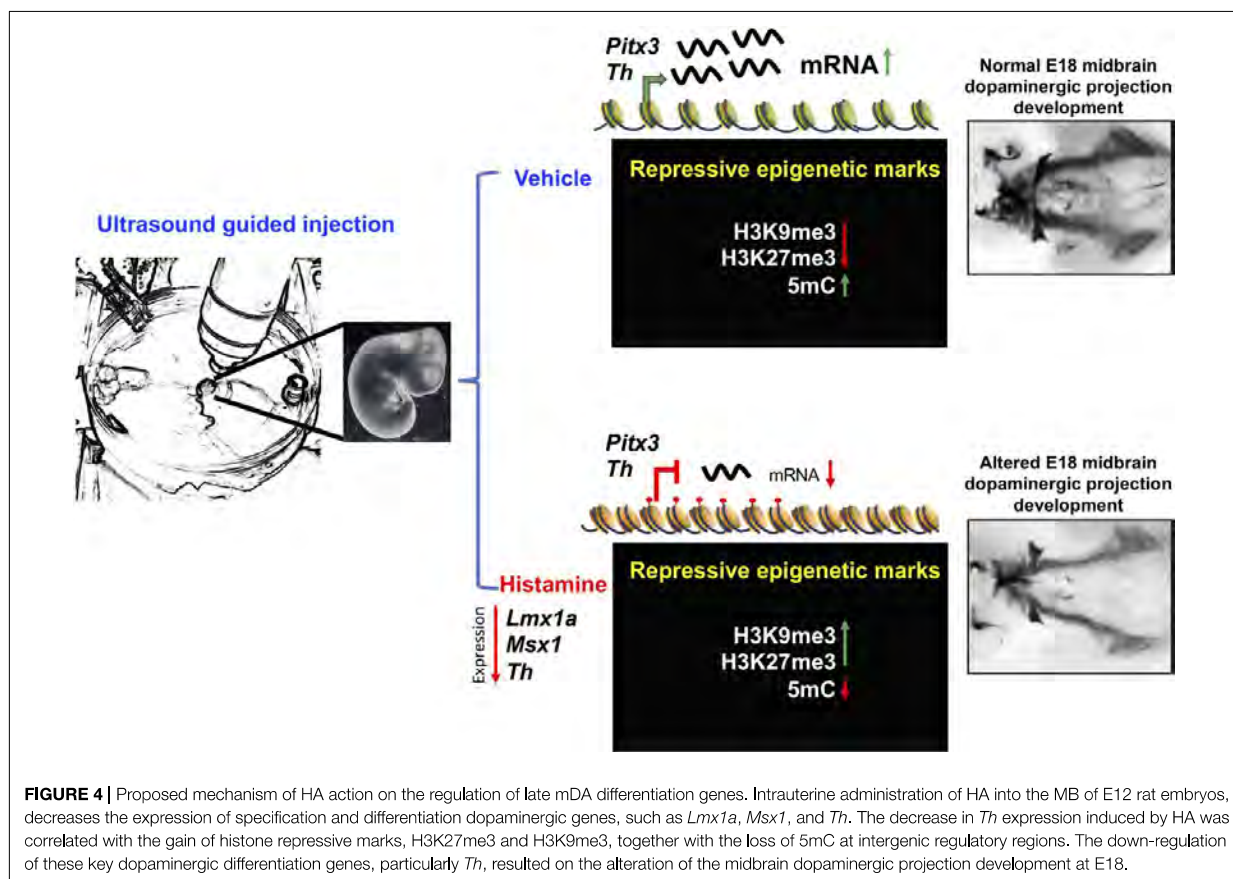 Pitx3
Th
mRNA
Normal E18 midbrain
dopaminergic projection
development
Vehicle
Repressive epigenetic marks
H3K9me3
H3K27me3
5mC
Ultrasound guided injection
Pitx3
Th
mRNA
Altered E18 midbrain
dopaminergic projection
development
Histamine
Expression
Lmx1a
Msx1
Th
Repressive epigenetic marks
H3K9me3
H3K27me3
5mC
FIGURE 4 | Proposed mechanism of HA action on the regulation of late mDA differentiation genes. Intrauterine administration of HA into the MB of E12 rat embryos,
decreases the expression of specification and differentiation dopaminergic genes, such as Lmx1a, Msx1, and Th. The decrease in Th expression induced by HA was
correlated with the gain of histone repressive marks, H3K27me3 and H3K9me3, together with the loss of 5mC at intergenic regulatory regions. The down-regulation
of these key dopaminergic differentiation genes, particularly Th, resulted on the alteration of the midbrain dopaminergic projection development at E18.